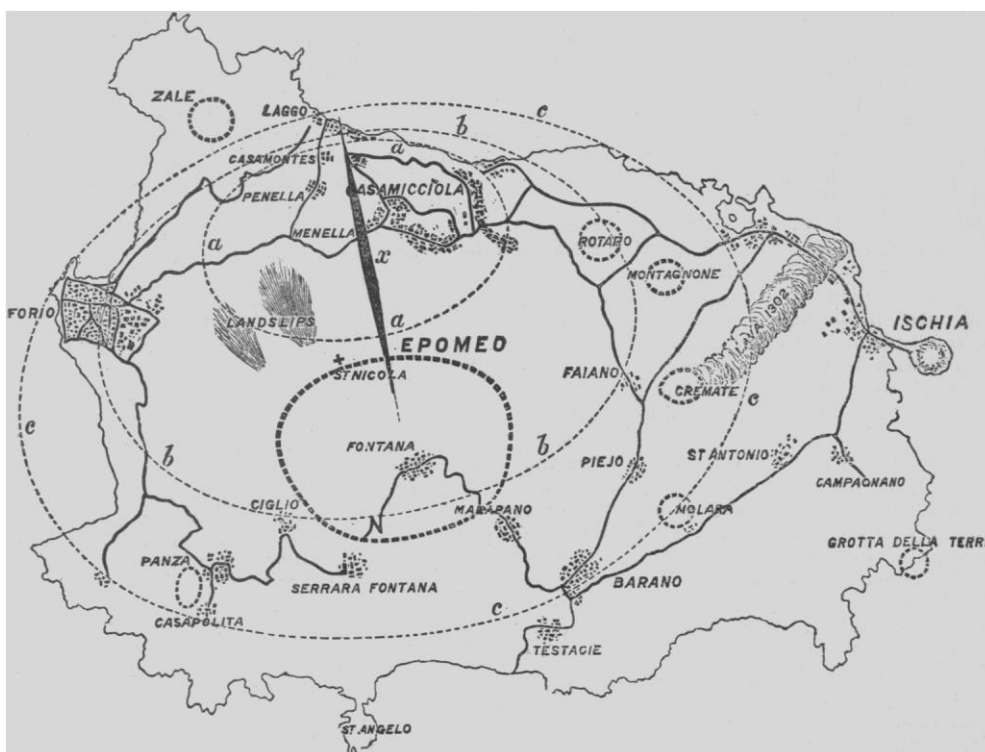 ZALE
LAGGO
c
b
a
CASAMONTES
PENELLA
CASAMICCIOLA
MENELLA
a
x
ROTARO
MONTAGNONE
FORIO
LANDSLIPS
a
EPOMEO
A 1302
ISCHIA
ST NICOLA
FAIANO
CREMATE
c
c
FONTANA
b
b
PIEJO
ST ANTONIO
CAMPAGNANO
CIGLIO
N
MARAPANO
MOLARA
GROTTA DELLA TERR
PANZA
SERRARA FONTANA
BARANO
CASAPOLITA
c
TESTACIE
ST ANGELO